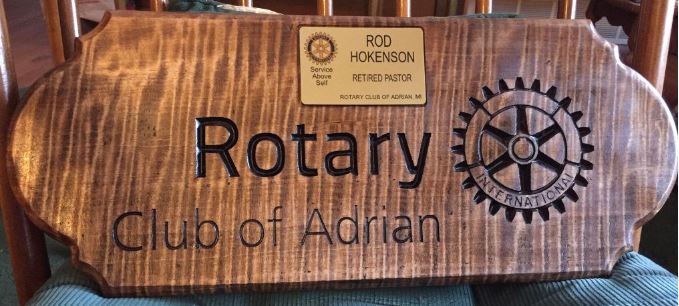 ROD
HOKENSON
RETIRED PASTOR
Service
Above
Self
ROTARY CLUB OF ADRIAN, MI
Rotary
INTERNATIONAL
Club of Adrian